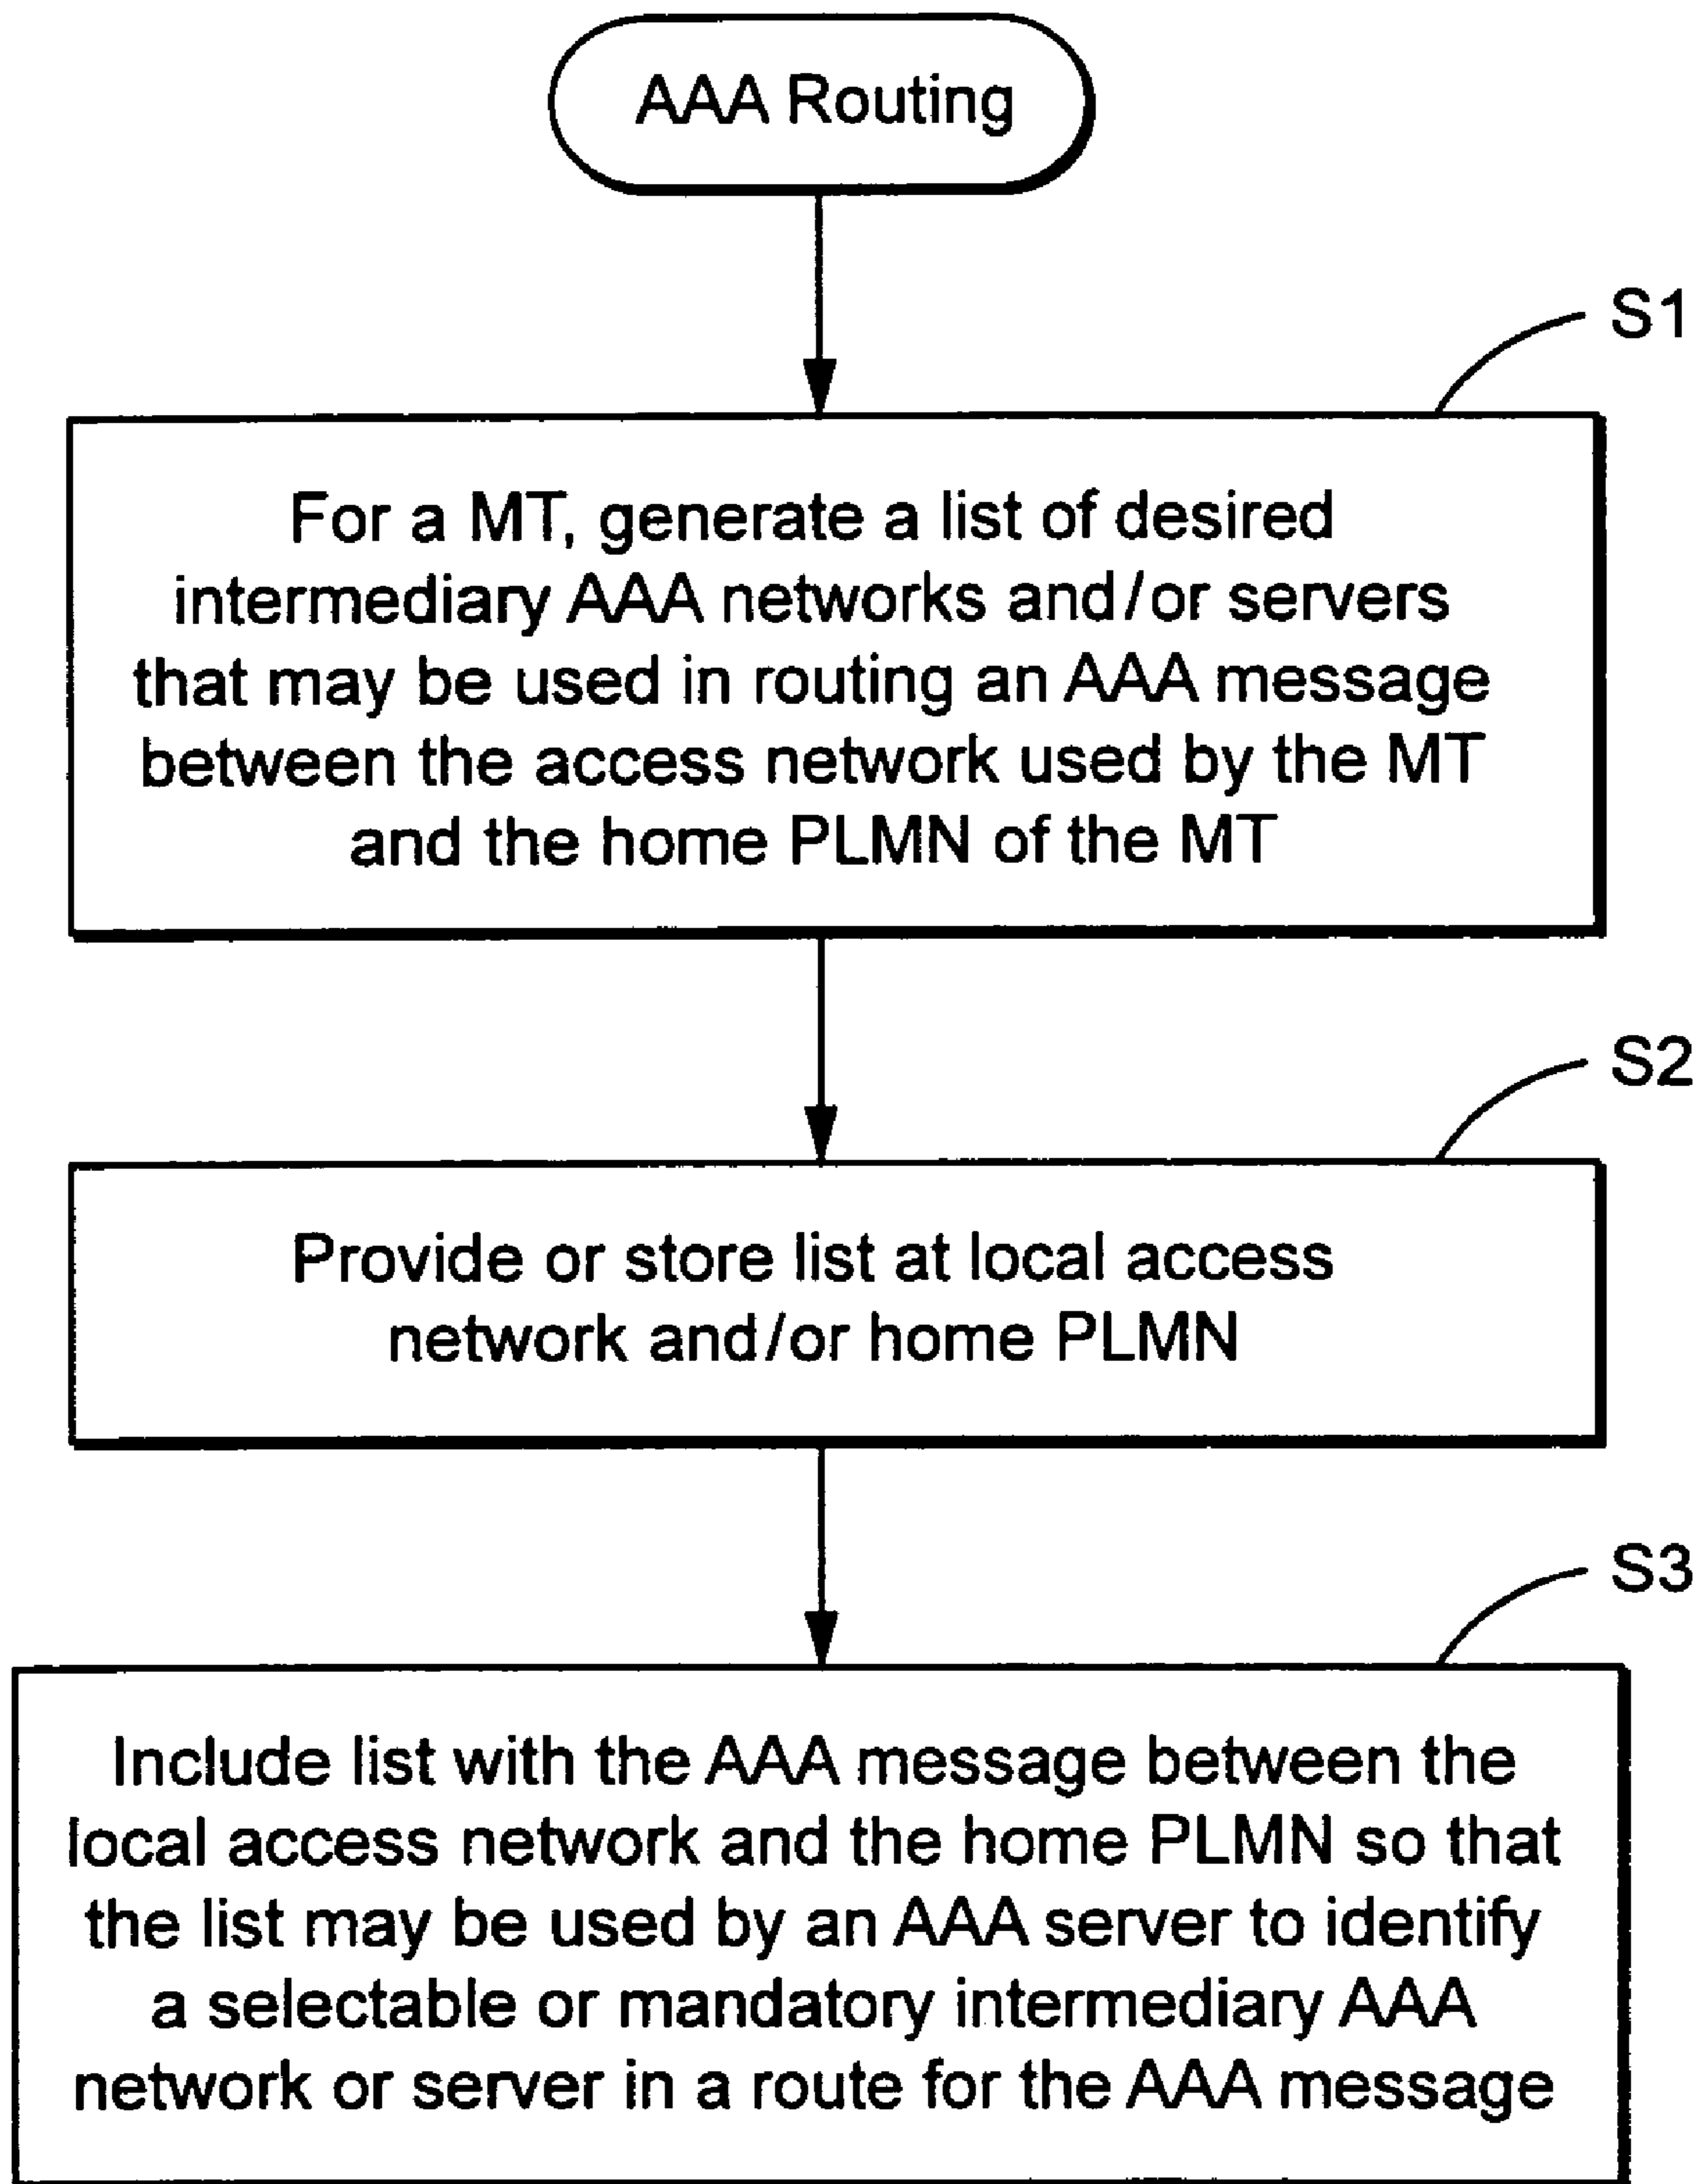 AAA Routing
S1
For a MT, generate a list of desired
intermediary AAA networks and/or servers
that may be used in routing an AAA message
between the access network used by the MT
and the home PLMN of the MT
S2
Provide or store list at local access
network and/or home PLMN
S3
Include list with the AAA message between the
local access network and the home PLMN so that
the list may be used by an AAA server to identify
a selectable or mandatory intermediary AAA
network or server in a route for the AAA message